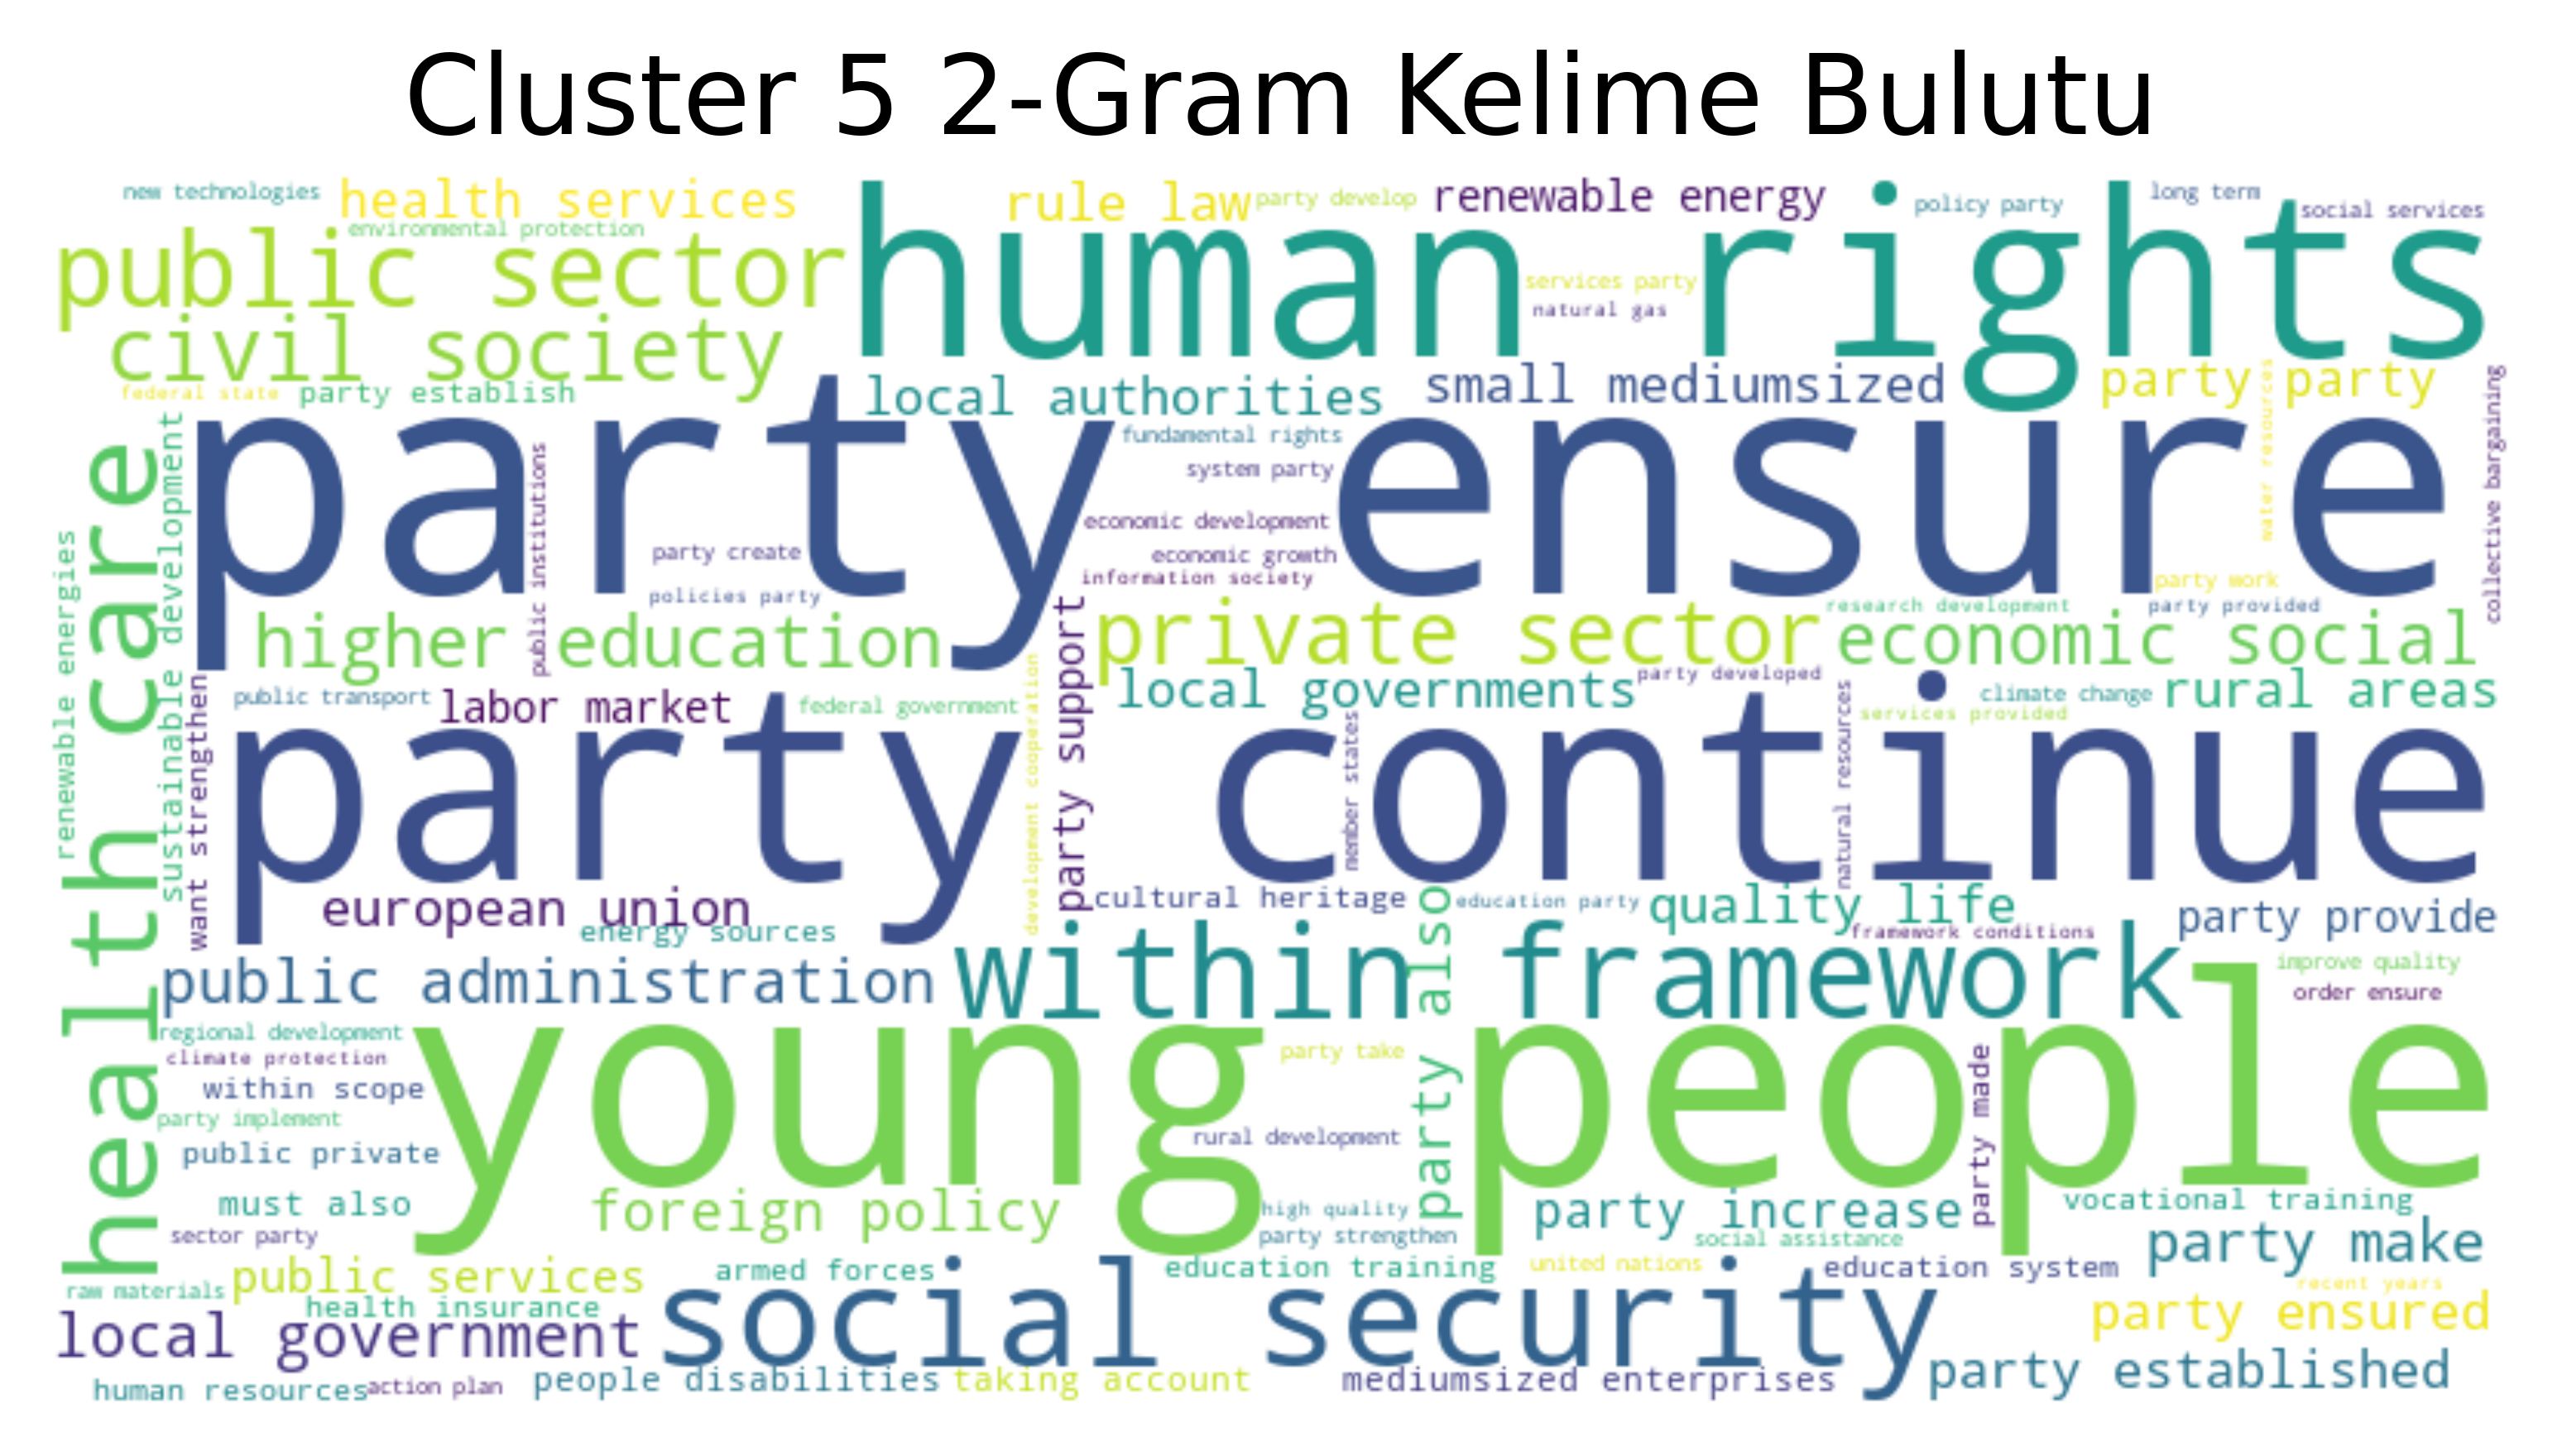 Cluster 5 2-Gram Kelime Bulutu
new technologies
health services
rule law
party develop
renewable energy
policy party
long term
social services
environmental protection
public sector
human rights
services party
natural gas
civil society
federal state
party establish
local authorities
small mediumsized
party party
water resources
collective bargaining
health care
sustainable development
renewable energies
party ensure
public institutions
fundamental rights
system party
economic development
economic growth
information society
party create
policies party
party work
research development
party provided
higher education
private sector
economic social
party support
want strengthen
public transport
labor market
federal government
development cooperation
local governments
party developed
climate change
rural areas
services provided
party continue
member states
natural resources
european union
energy sources
cultural heritage
party also
education party
quality life
framework conditions
party provide
public administration
within framework
improve quality
order ensure
regional development
climate protection
within scope
party implement
public private
must also
sector party
young people
party take
rural development
party made
foreign policy
high quality
party strengthen
party increase
social assistance
vocational training
party make
raw materials
public services
armed forces
education training
united nations
education system
recent years
health insurance
local government
social security
party ensured
human resources
action plan
people disabilities
taking account
mediumsized enterprises
party established